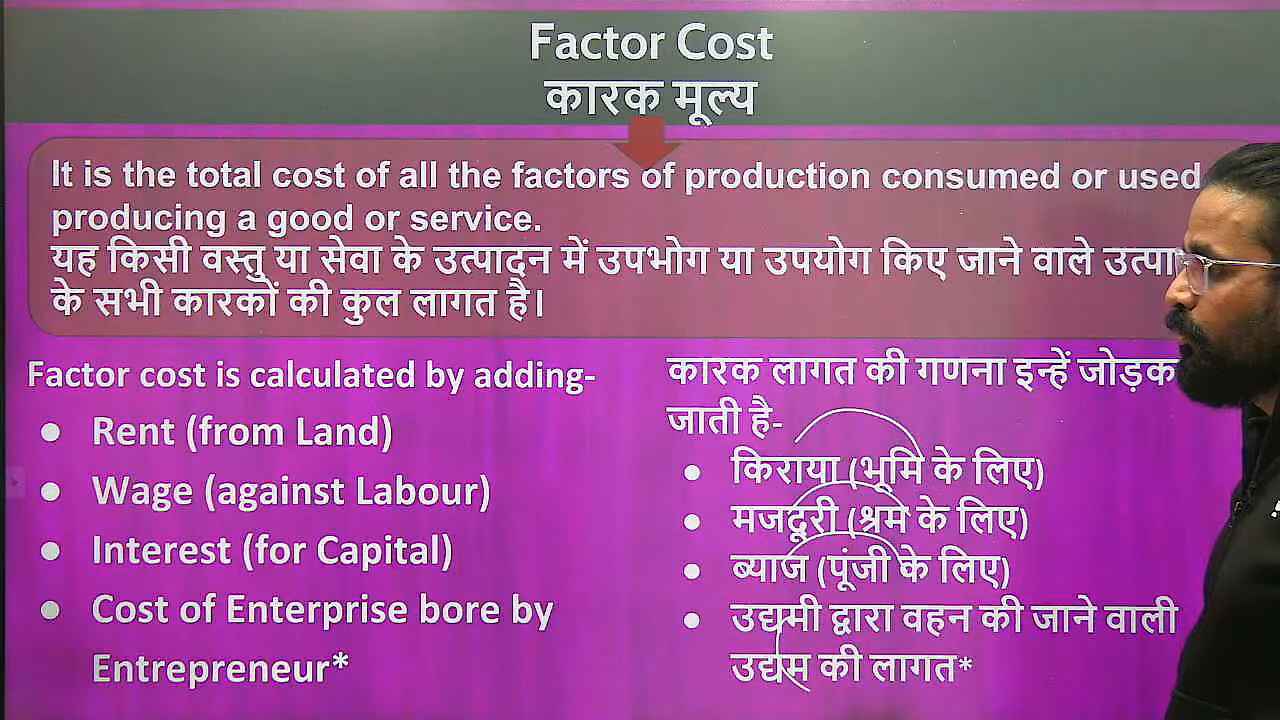 Factor Cost
कारक मूल्य
It is the total cost of all the factors of production consumed or used
producing a good or service.
यह किसी वस्तु या सेवा के उत्पादन में उपभोग या उपयोग किए जाने वाले
के सभी कारकों की कुल लागत है।
Factor cost is calculated by adding-
Rent (from Land)
Wage (against Labour)
Interest (for Capital)
Cost of Enterprise bore by
Entrepreneur*
कारक लागत की गणना इन्हें
जाती है-
किराया (भूमि के लिए)
मजदूरी (श्रम के लिए)
ब्याज (पूंजी के लिए)
उद्यमी द्वारा वहन की जाने वाली
उद्यम की लागत*